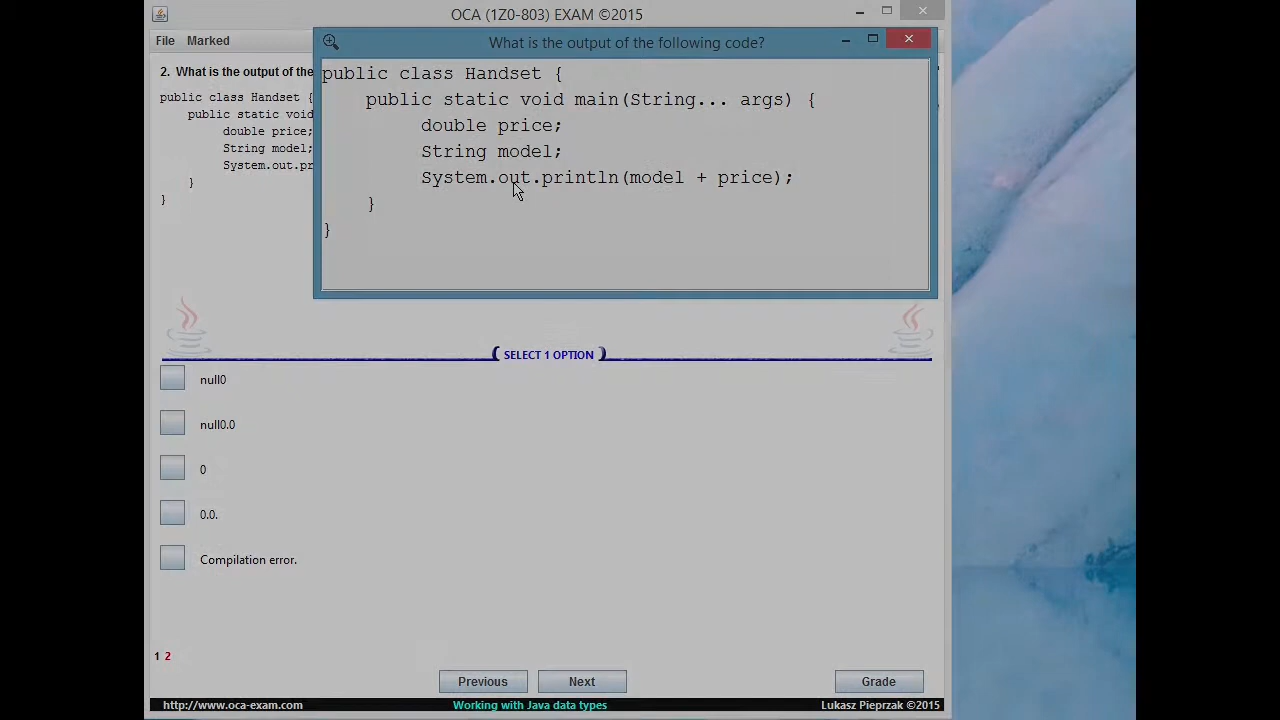 OCA (1Z0-803) EXAM ©2015
File Marked
What is the output of the following code?
2. What is the output of the
public class Handset {
public static void
double price;
String model;
System.out.pr
}
}
public class Handset {
public static void main(String... args) {
double price;
String model;
System.out.println(model + price);
}
}
SELECT 1 OPTION
null0
null0.0
0
0.0.
Compilation error.
1 2
Previous Next Grade
http://www.oca-exam.com Working with Java data types Lukasz Pieprzak ©2015